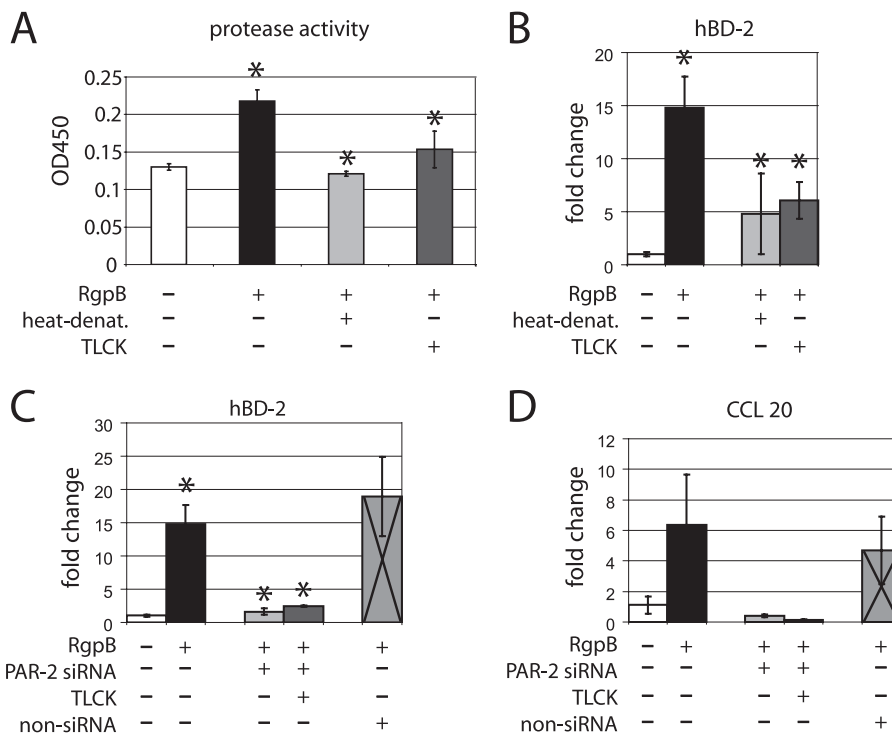 A
protease activity
OD450
0.25
0.2
0.15
0.1
0.05
0
* * *
RgpB − + + +
heat-denat. − − + −
TLCK − − − +
B
hBD-2
fold change
20
15
10
5
0
* * *
RgpB − + + +
heat-denat. − − + −
TLCK − − − +
C
hBD-2
fold change
30
25
20
15
10
5
0
* * *
RgpB − + + + +
PAR-2 siRNA − − + + −
TLCK − − − + −
non-siRNA − − − − +
D
CCL 20
fold change
12
10
8
6
4
2
0
RgpB − + + + +
PAR-2 siRNA − − + + −
TLCK − − − + −
non-siRNA − − − − +